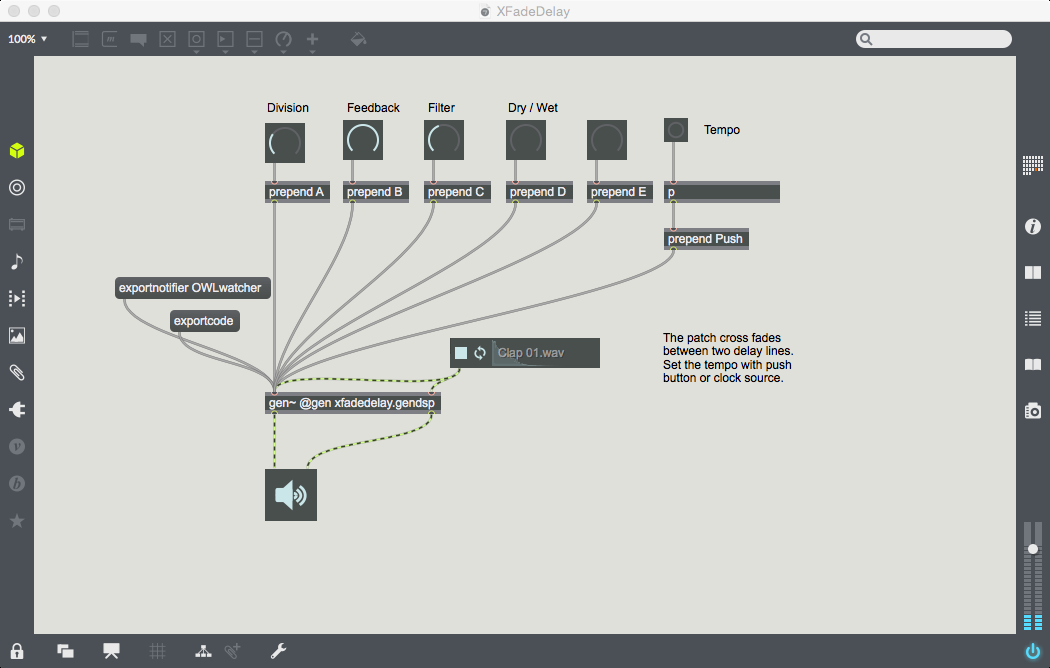 XFadeDelay
100%
Division
Feedback
Filter
Dry / Wet
Tempo
prepend A
prepend B
prepend C
prepend D
prepend E
p
prepend Push
exportnotifier OWLwatcher
exportcode
The patch cross fades
between two delay lines.
Set the tempo with push
button or clock source.
Clap 01.wav
gen~ @gen xfadedelay.gendsp